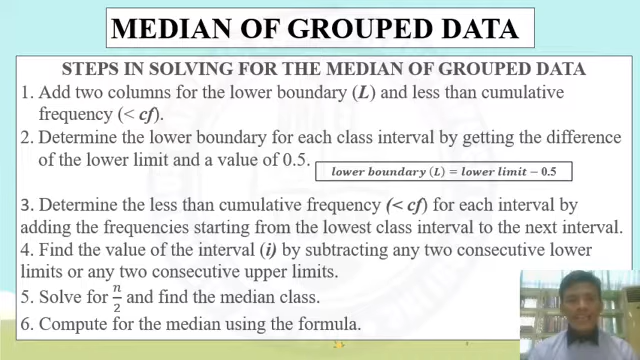 MEDIAN OF GROUPED DATA
STEPS IN SOLVING FOR THE MEDIAN OF GROUPED DATA
1. Add two columns for the lower boundary (L) and less than cumulative
frequency (< cf).
2. Determine the lower boundary for each class interval by getting the difference
of the lower limit and a value of 0.5.
lower boundary (L) = lower limit − 0.5
3. Determine the less than cumulative frequency (< cf) for each interval by
adding the frequencies starting from the lowest class interval to the next interval.
4. Find the value of the interval (i) by subtracting any two consecutive lower
limits or any two consecutive upper limits.
5. Solve for n/2 and find the median class.
6. Compute for the median using the formula.